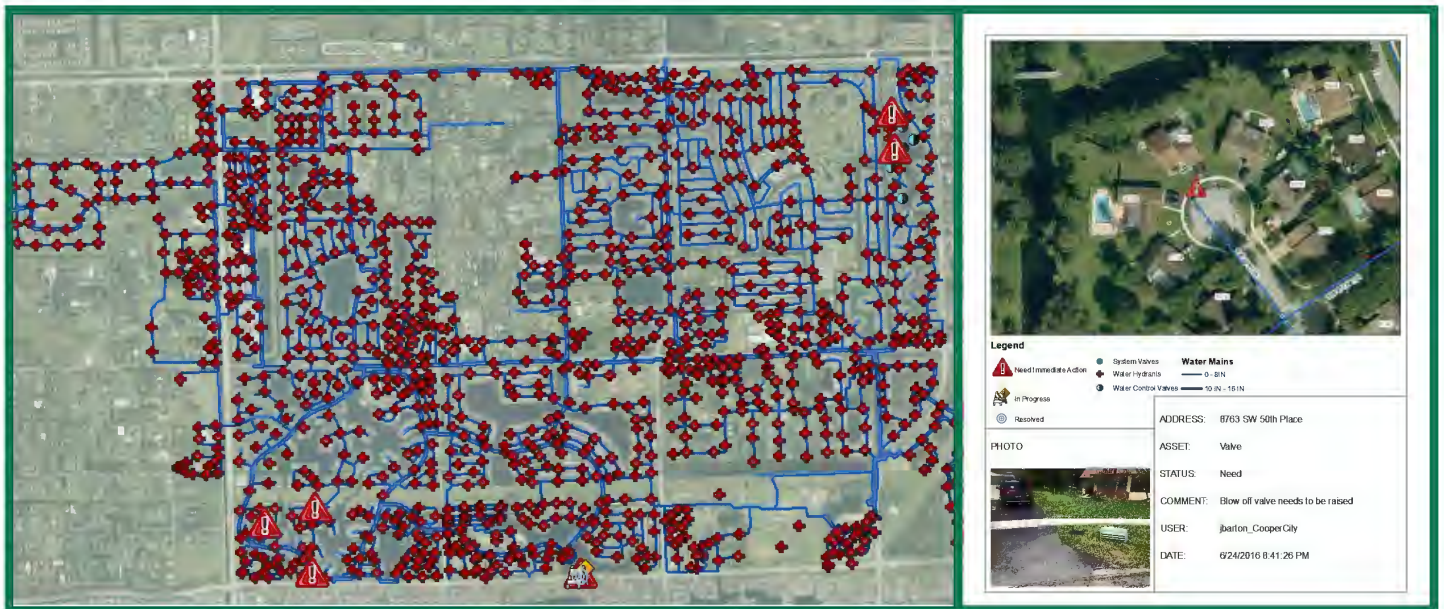 Legend
Need Immediate Action
In Progress
Resolved
System Valves
Water Hydrants
Water Control Valves
Water Mains
0 - 8IN
10 IN - 16 IN
PHOTO
ADDRESS: 8763 SW 50th Place
ASSET: Valve
STATUS: Need
COMMENT: Blow off valve needs to be raised
USER: jbarton_CooperCity
DATE: 6/24/2016 8:41:26 PM